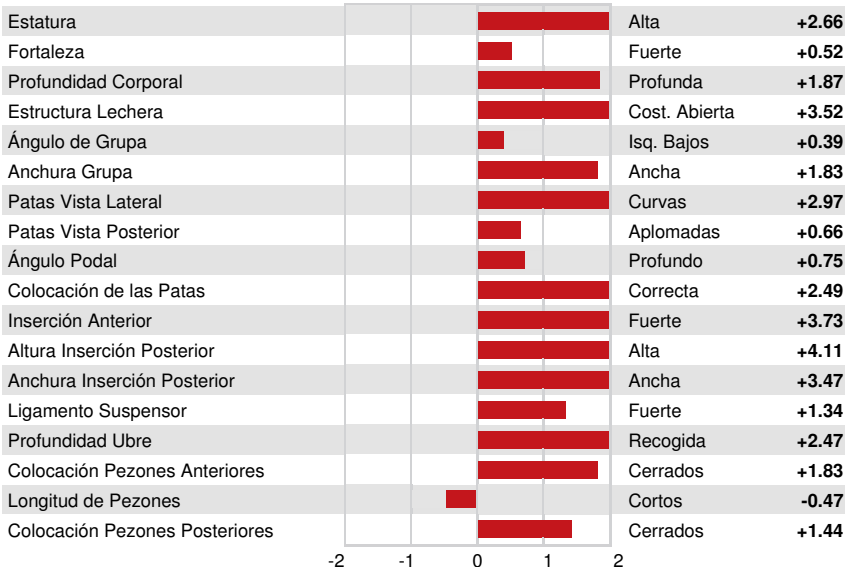 Estatura Alta +2.66
Fortaleza Fuerte +0.52
Profundidad Corporal Profunda +1.87
Estructura Lechera Cost. Abierta +3.52
Ángulo de Grupa Isq. Bajos +0.39
Anchura Grupa Ancha +1.83
Patas Vista Lateral Curvas +2.97
Patas Vista Posterior Aplomadas +0.66
Ángulo Podal Profundo +0.75
Colocación de las Patas Correcta +2.49
Inserción Anterior Fuerte +3.73
Altura Inserción Posterior Alta +4.11
Anchura Inserción Posterior Ancha +3.47
Ligamento Suspensor Fuerte +1.34
Profundidad Ubre Recogida +2.47
Colocación Pezones Anteriores Cerrados +1.83
Longitud de Pezones Cortos -0.47
Colocación Pezones Posteriores Cerrados +1.44
-2 -1 0 1 2